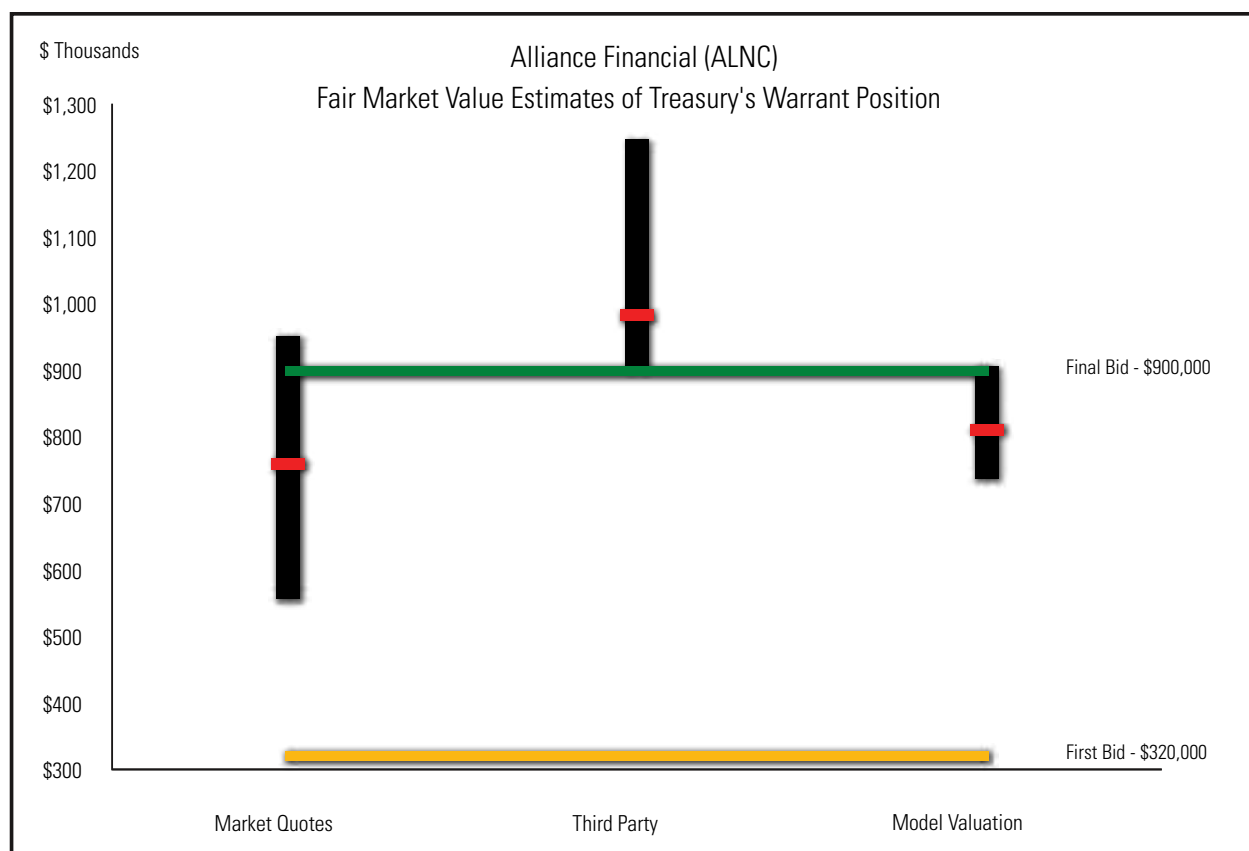 $ Thousands
Alliance Financial (ALNC)
Fair Market Value Estimates of Treasury's Warrant Position
$1,300
$1,200
$1,100
$1,000
$900
$800
$700
$600
$500
$400
$300
Final Bid - $900,000
First Bid - $320,000
Market Quotes
Third Party
Model Valuation